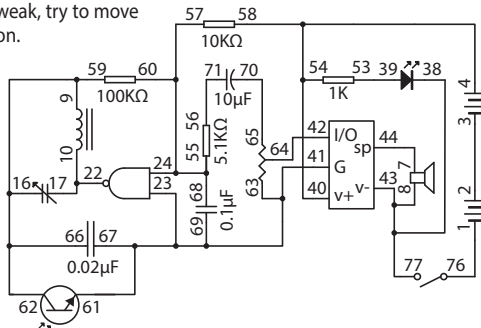 weak, try to move
on.
57 58
10KΩ
59 60
100KΩ
71 70
10µF
54 53 39 38
1K
4
3
9
10
56
55
5.1KΩ
65
64
63
42 I/O
sp 44
41 G
43
v-
40 v+
7
8
2
1
16 17 22
24
23
68
69
0.1µF
66 67
0.02µF
77 76
62 61